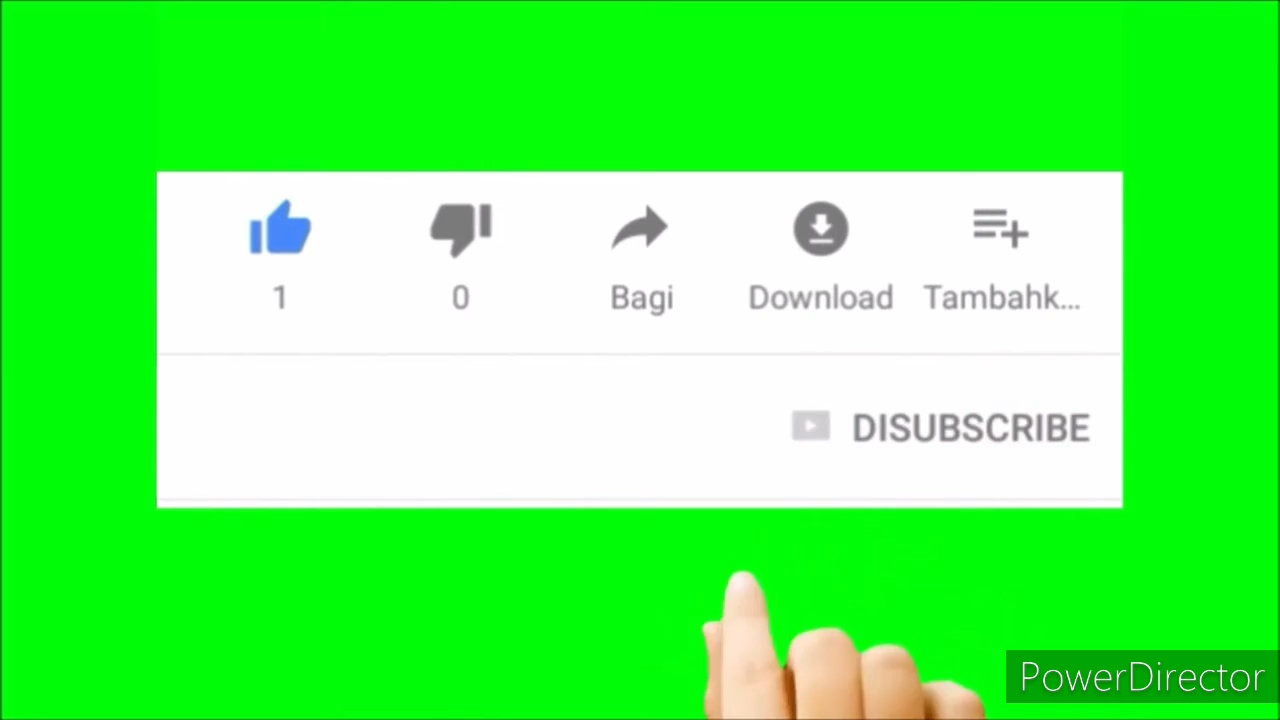 1
0
Bagi
Download
Tambahk...
DISUBSCRIBE
PowerDirector